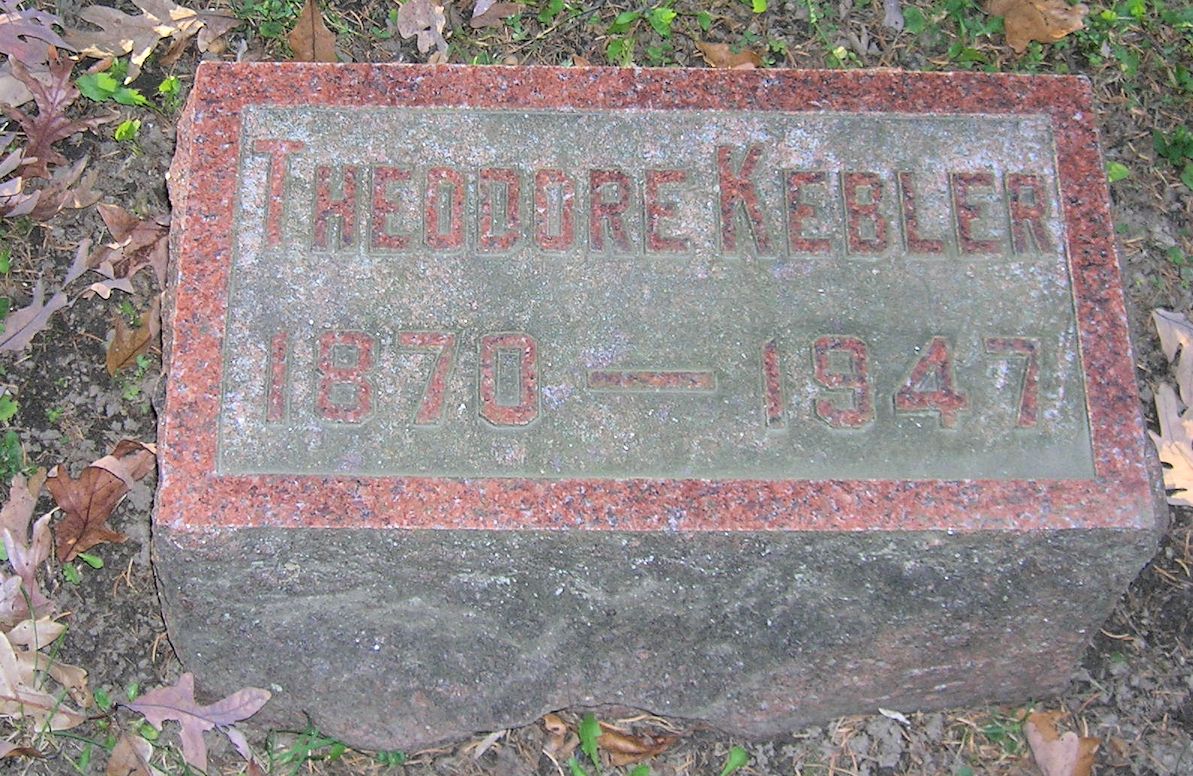 THEODORE KEBLER
1870 — 1947